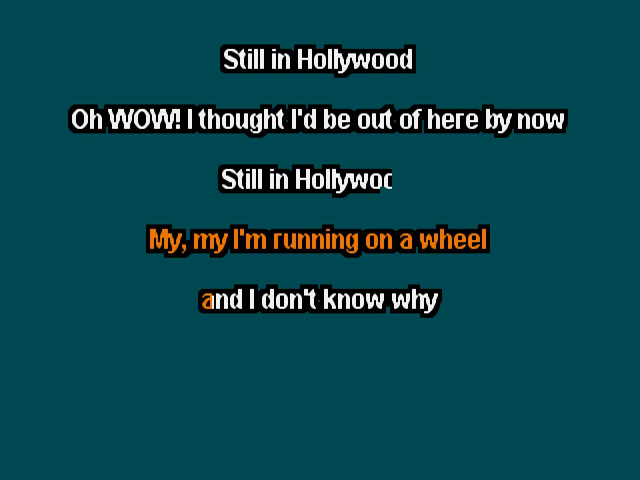 Still in Hollywood
Oh WOW! I thought I'd be out of here by now
Still in Hollywoo
My, my I'm running on a wheel
and I don't know why